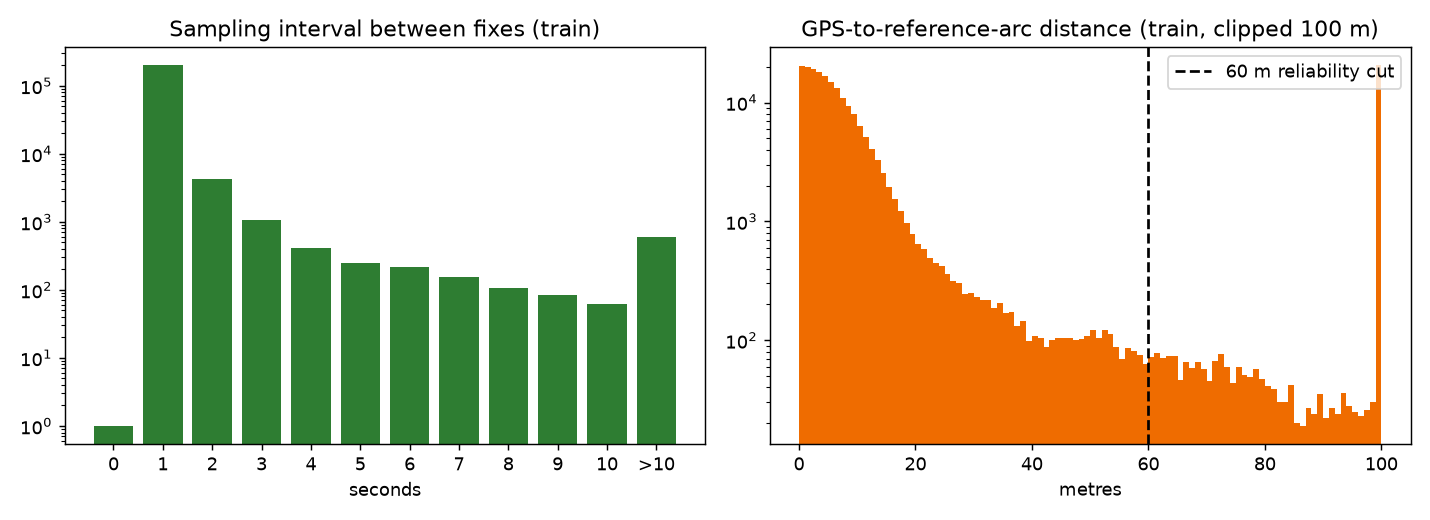 Sampling interval between fixes (train)
10^5
10^4
10^3
10^2
10^1
10^0
0 1 2 3 4 5 6 7 8 9 10 >10
seconds
GPS-to-reference-arc distance (train, clipped 100 m)
60 m reliability cut
10^4
10^3
10^2
0 20 40 60 80 100
metres